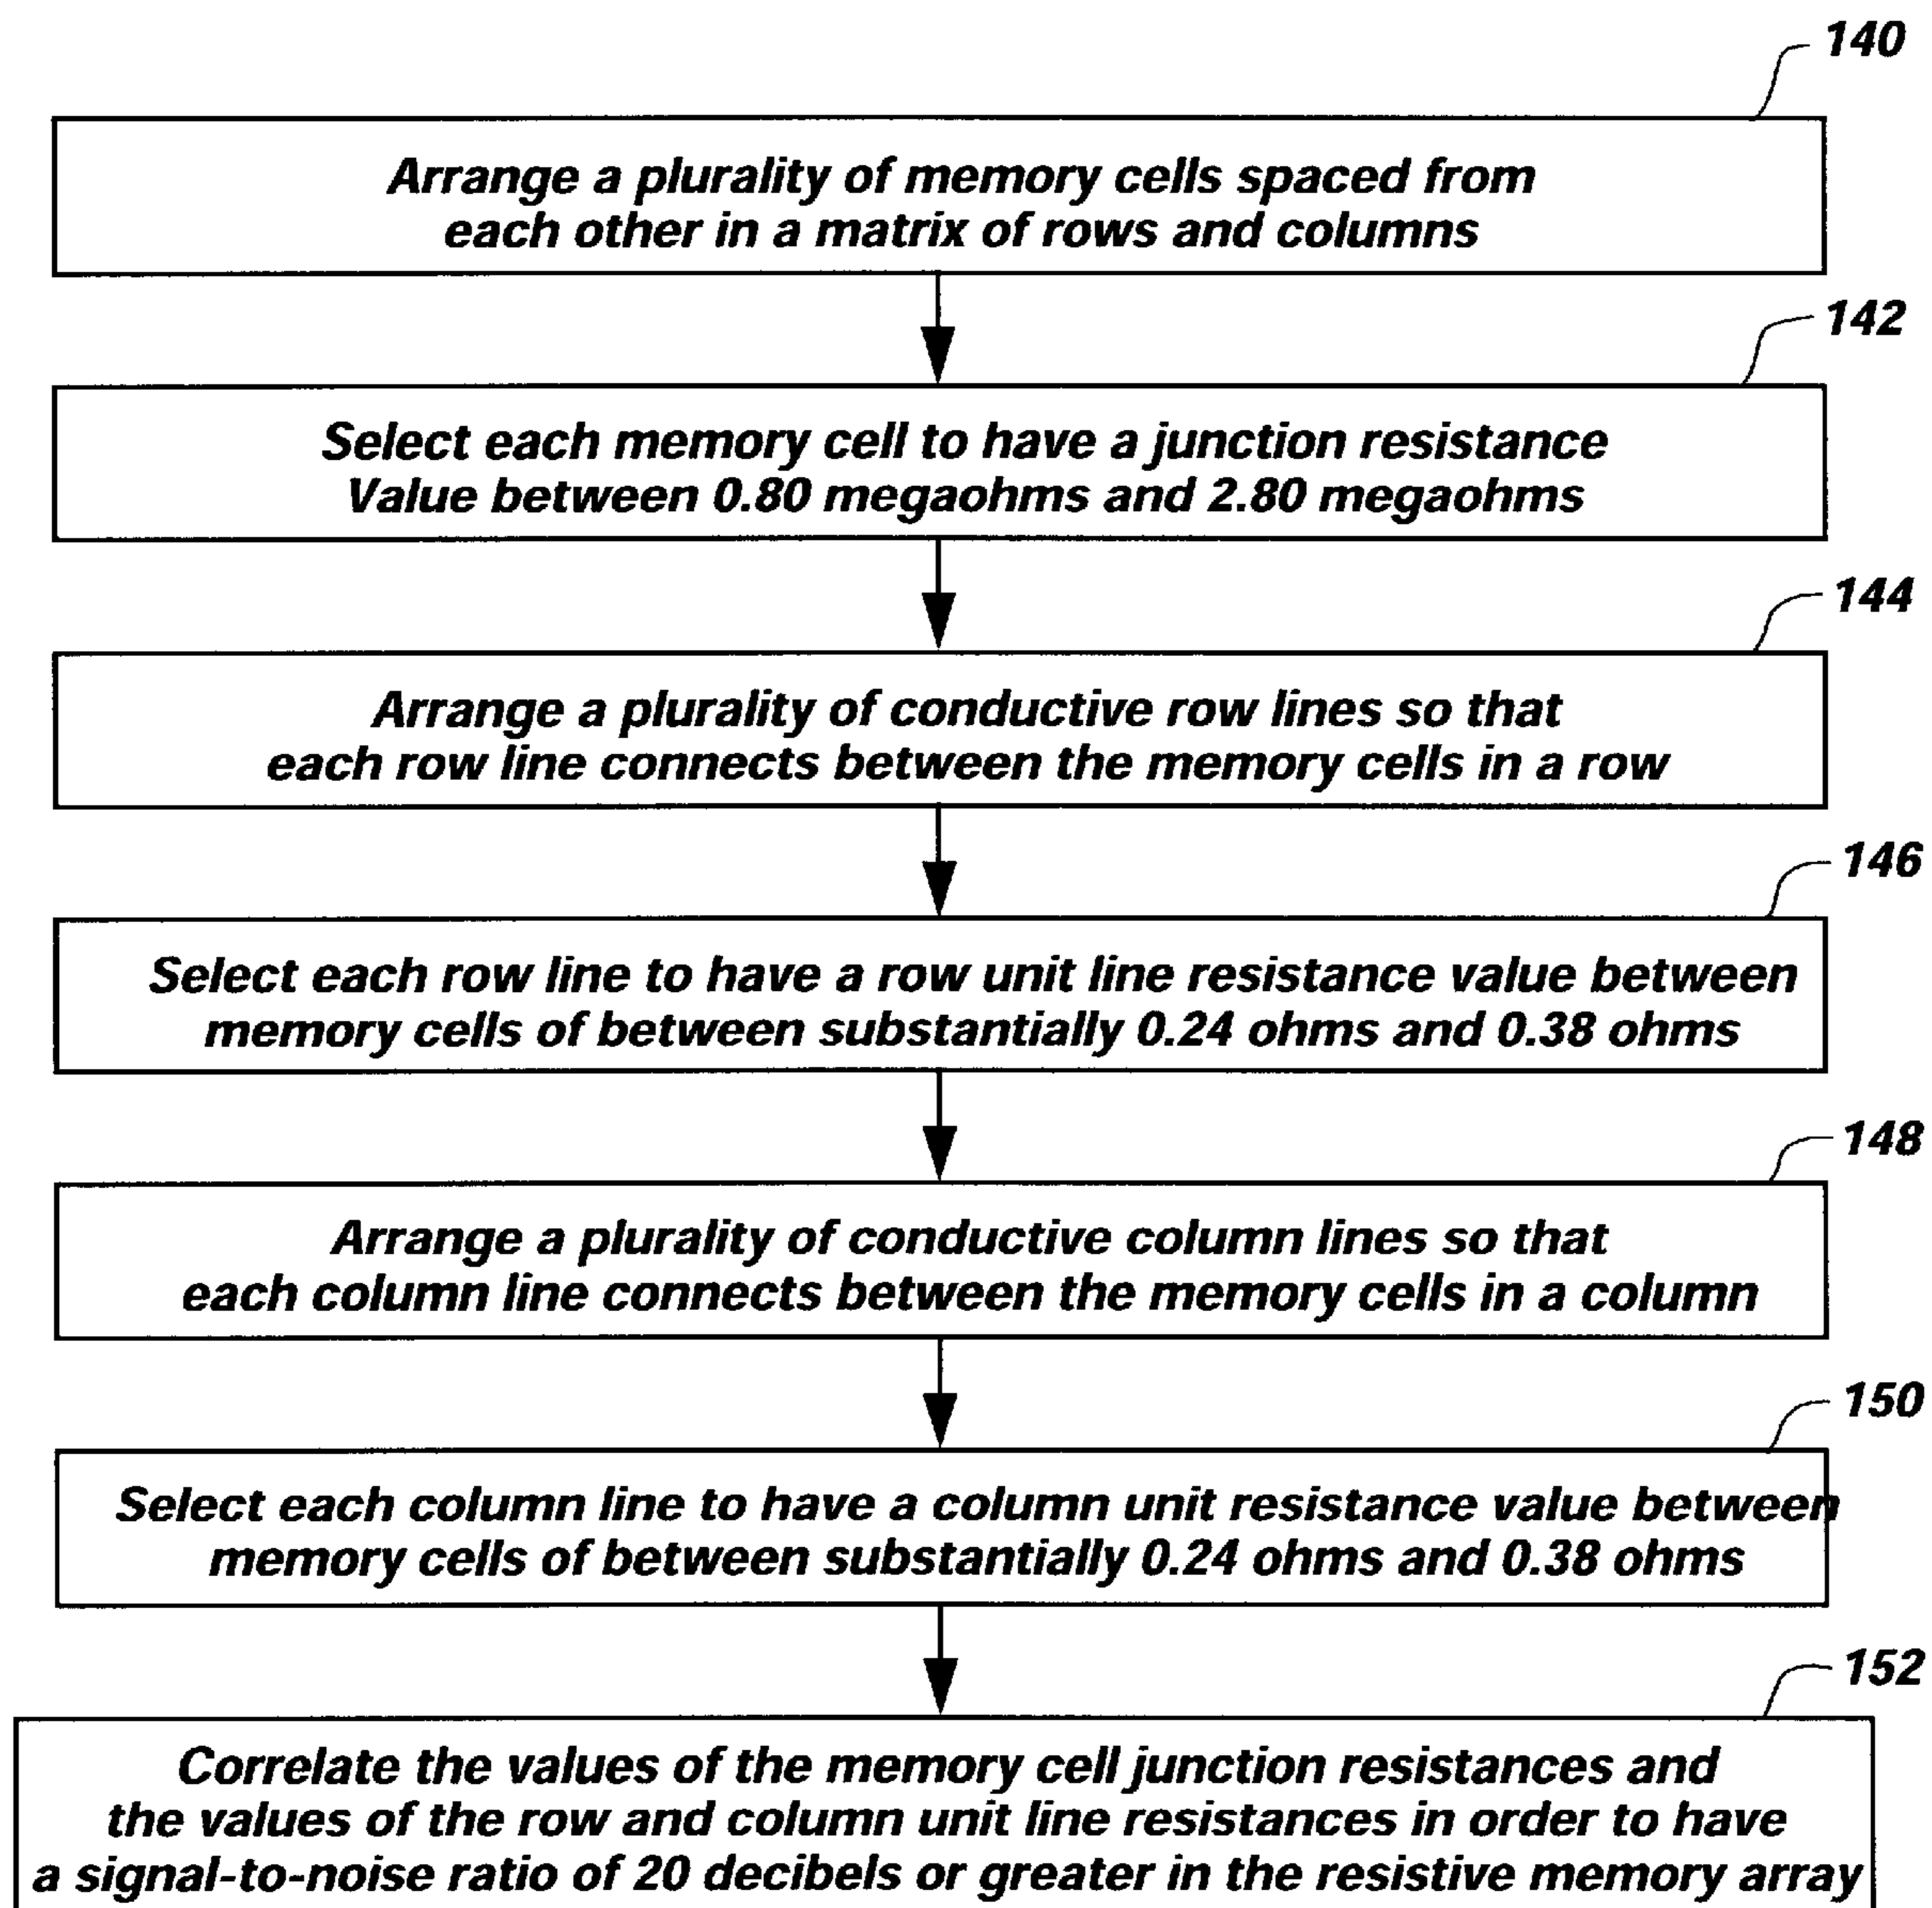 140
Arrange a plurality of memory cells spaced from
each other in a matrix of rows and columns
142
Select each memory cell to have a junction resistance
Value between 0.80 megaohms and 2.80 megaohms
144
Arrange a plurality of conductive row lines so that
each row line connects between the memory cells in a row
146
Select each row line to have a row unit line resistance value between
memory cells of between substantially 0.24 ohms and 0.38 ohms
148
Arrange a plurality of conductive column lines so that
each column line connects between the memory cells in a column
150
Select each column line to have a column unit resistance value between
memory cells of between substantially 0.24 ohms and 0.38 ohms
152
Correlate the values of the memory cell junction resistances and
the values of the row and column unit line resistances in order to have
a signal-to-noise ratio of 20 decibels or greater in the resistive memory array